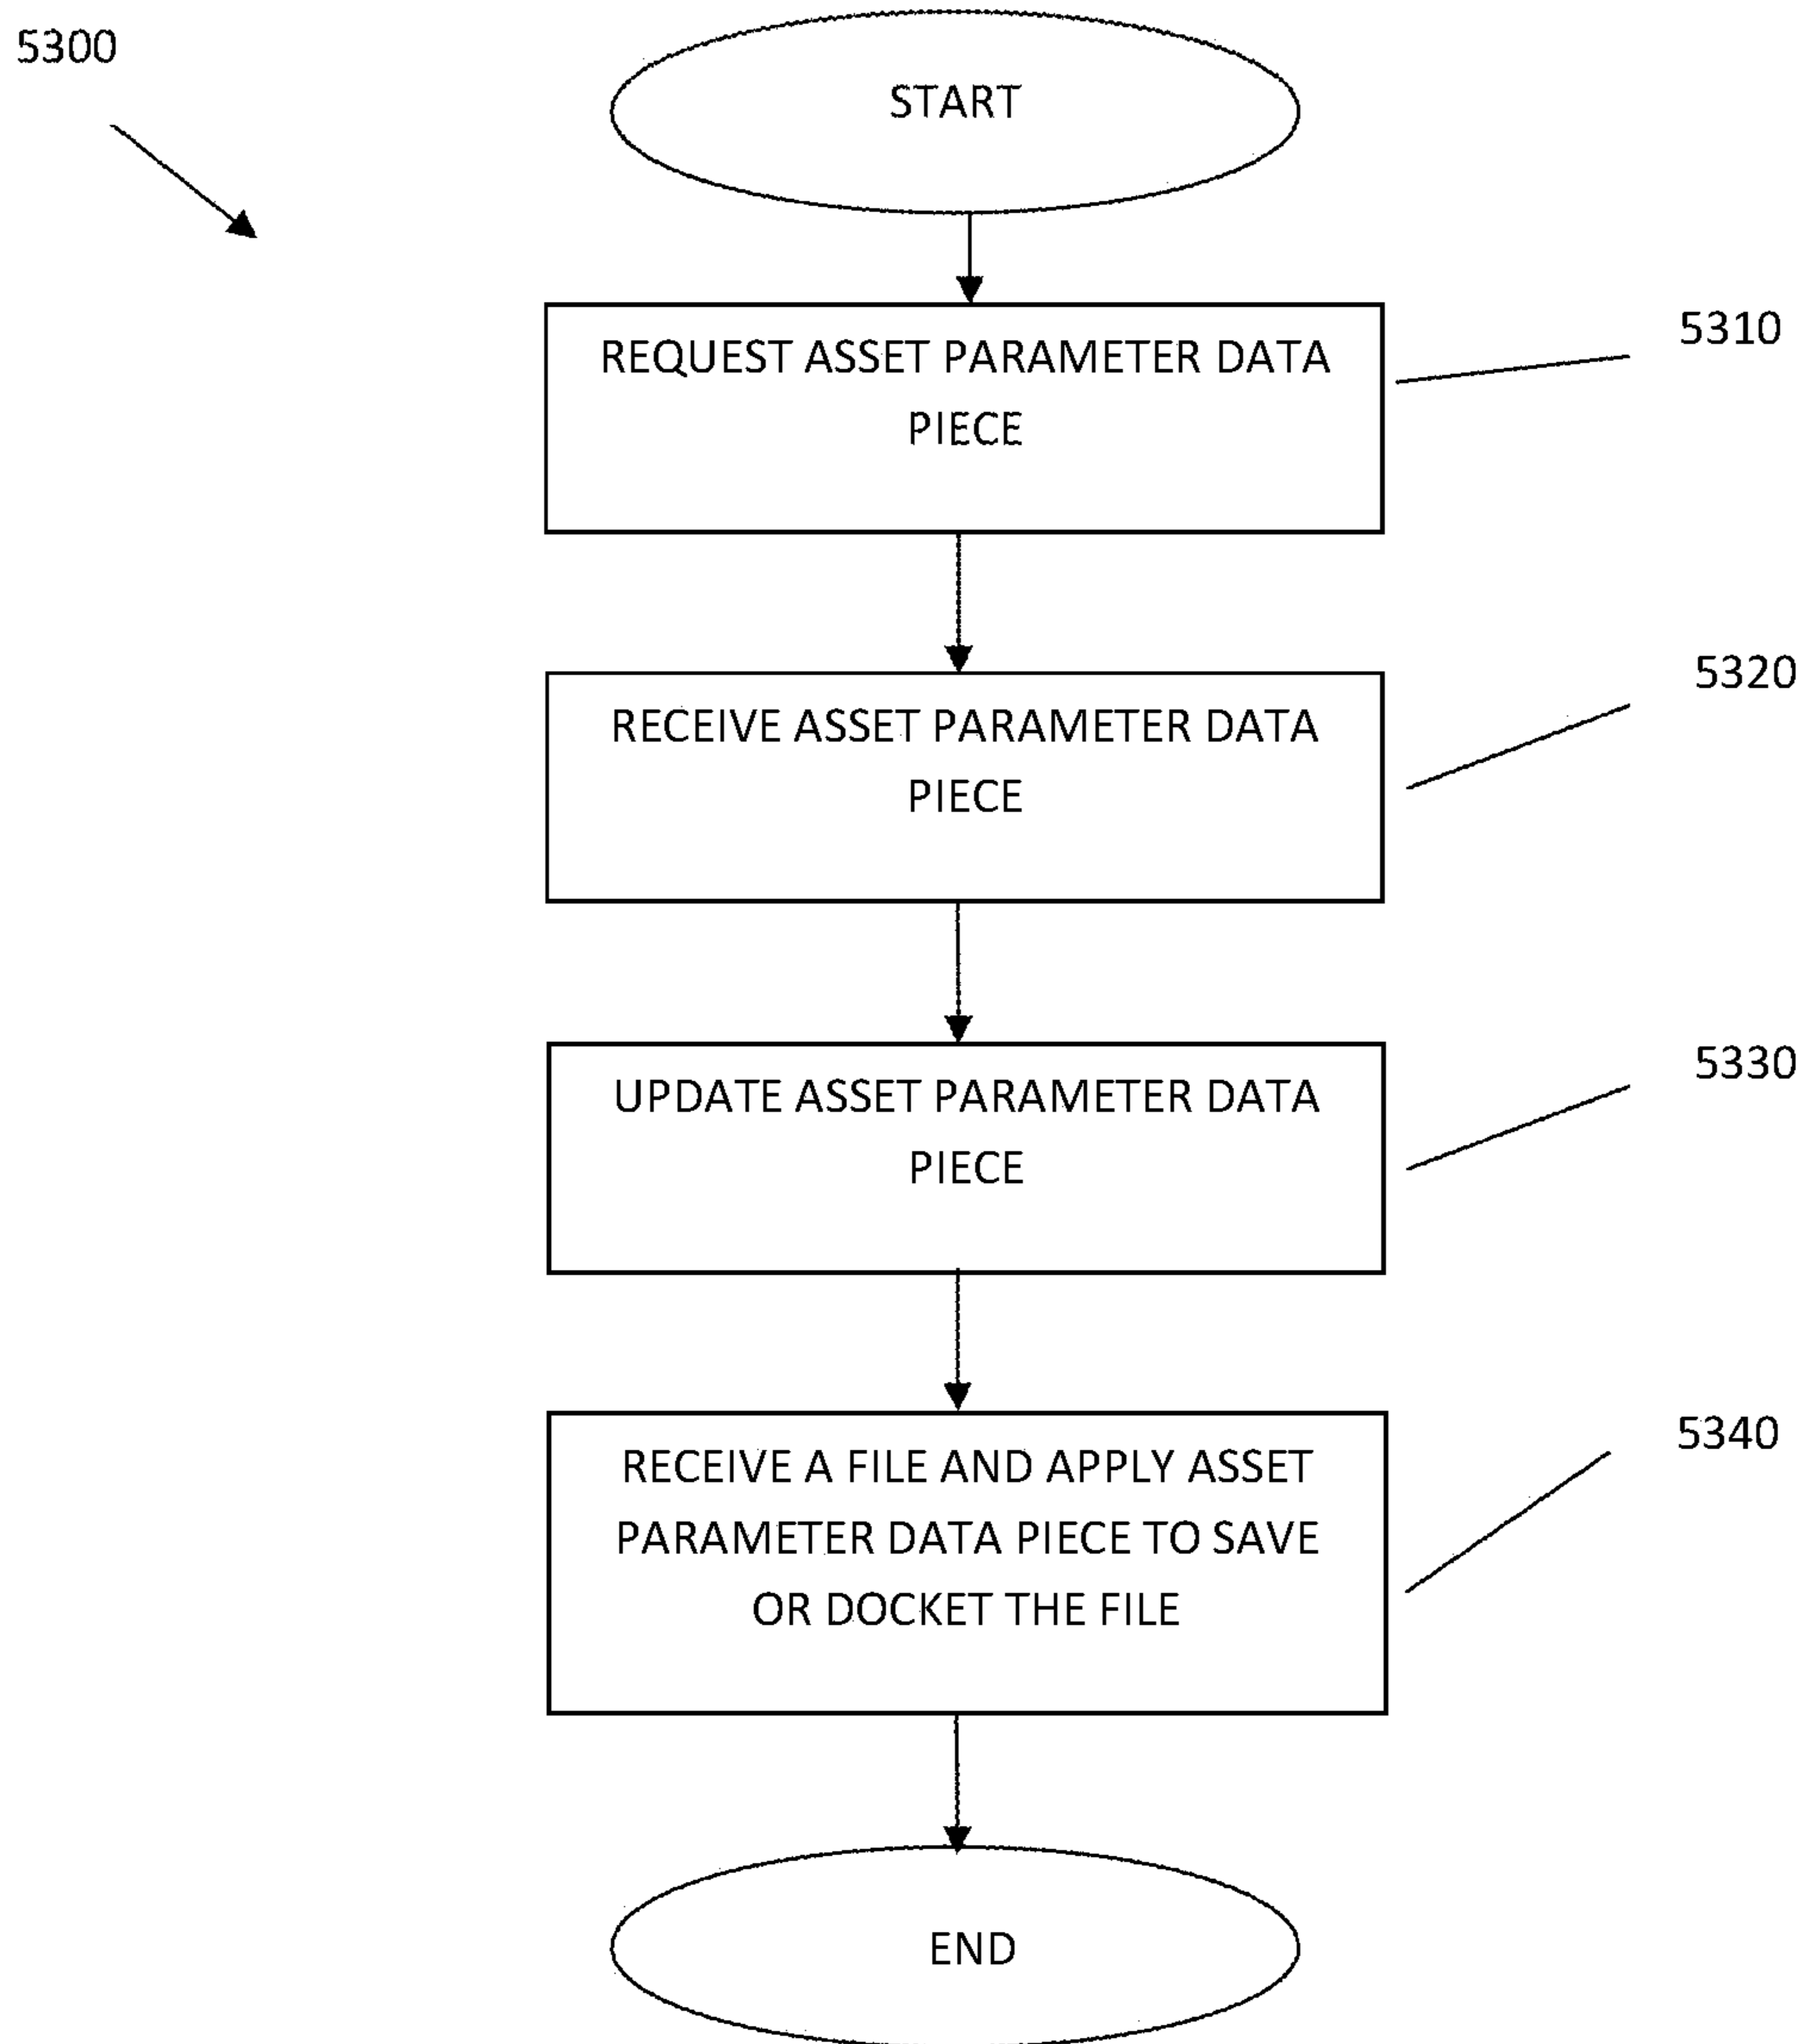 5300
START
REQUEST ASSET PARAMETER DATA
PIECE
5310
RECEIVE ASSET PARAMETER DATA
PIECE
5320
UPDATE ASSET PARAMETER DATA
PIECE
5330
RECEIVE A FILE AND APPLY ASSET
PARAMETER DATA PIECE TO SAVE
OR DOCKET THE FILE
5340
END